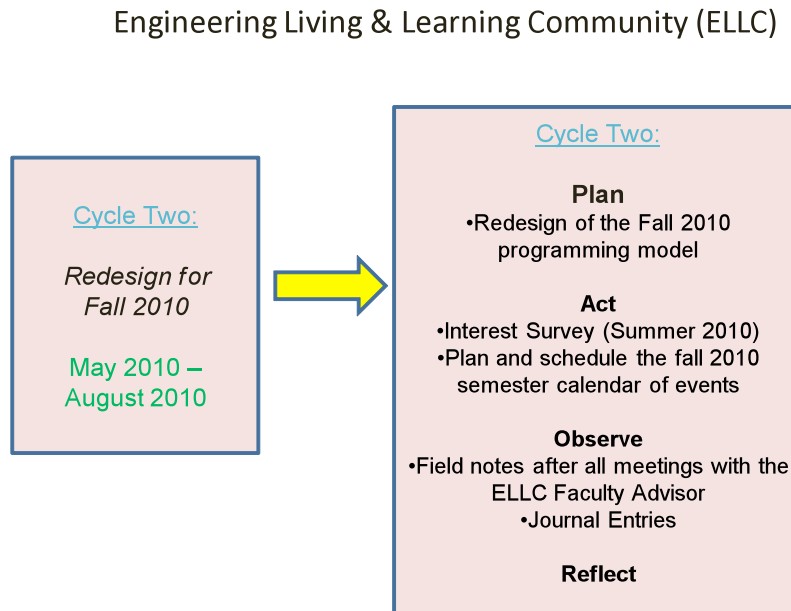 Engineering Living & Learning Community (ELLC)
Cycle Two:
Redesign for
Fall 2010
May 2010 –
August 2010
Cycle Two:
Plan
•Redesign of the Fall 2010
programming model
Act
•Interest Survey (Summer 2010)
•Plan and schedule the fall 2010
semester calendar of events
Observe
•Field notes after all meetings with the
ELLC Faculty Advisor
•Journal Entries
Reflect